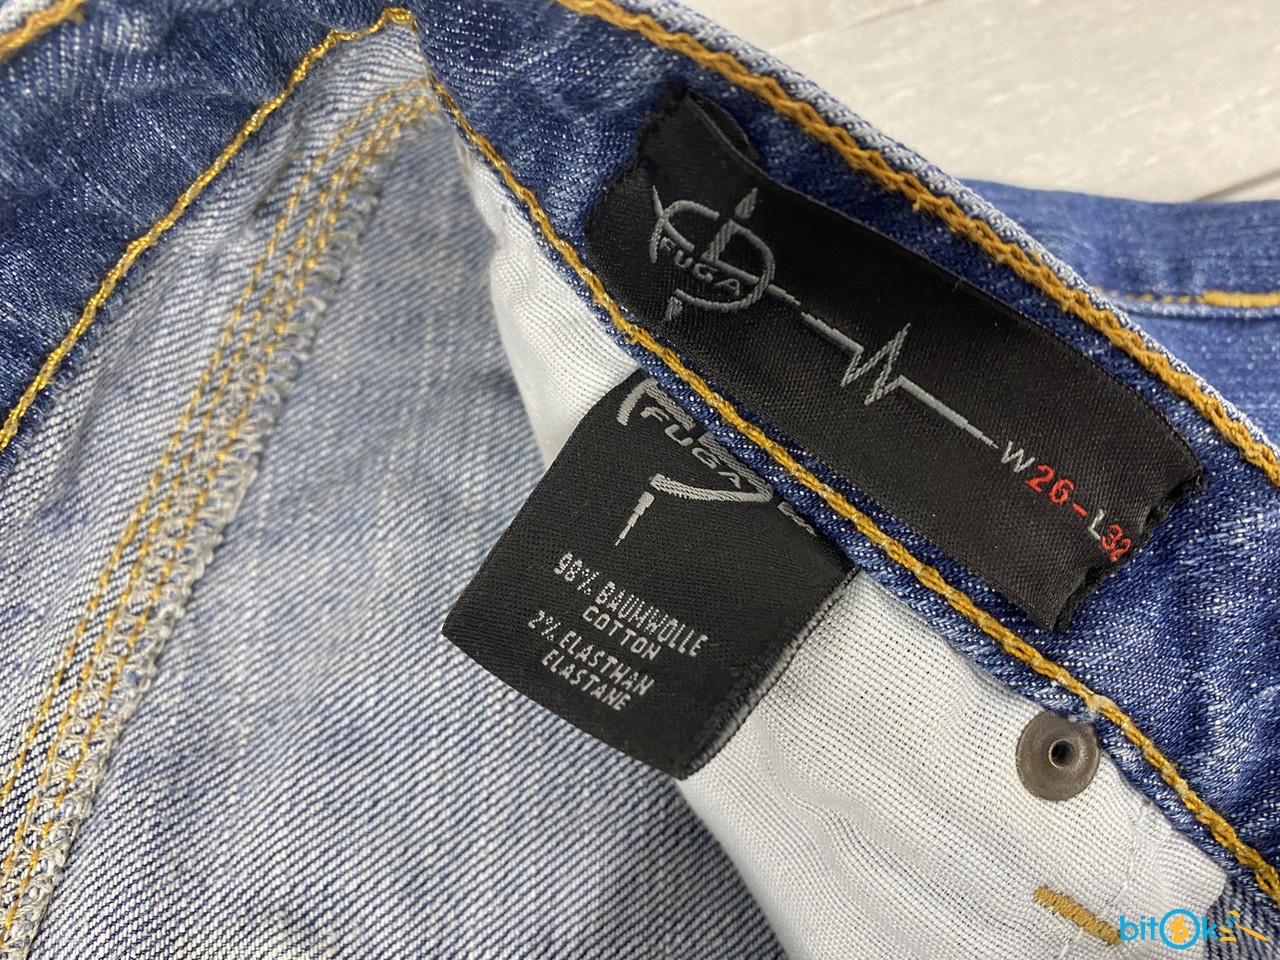 FUGA
W26-L32
FUGA
98% BAUMWOLLE
COTTON
2% ELASTHAN
ELASTANE
bitok